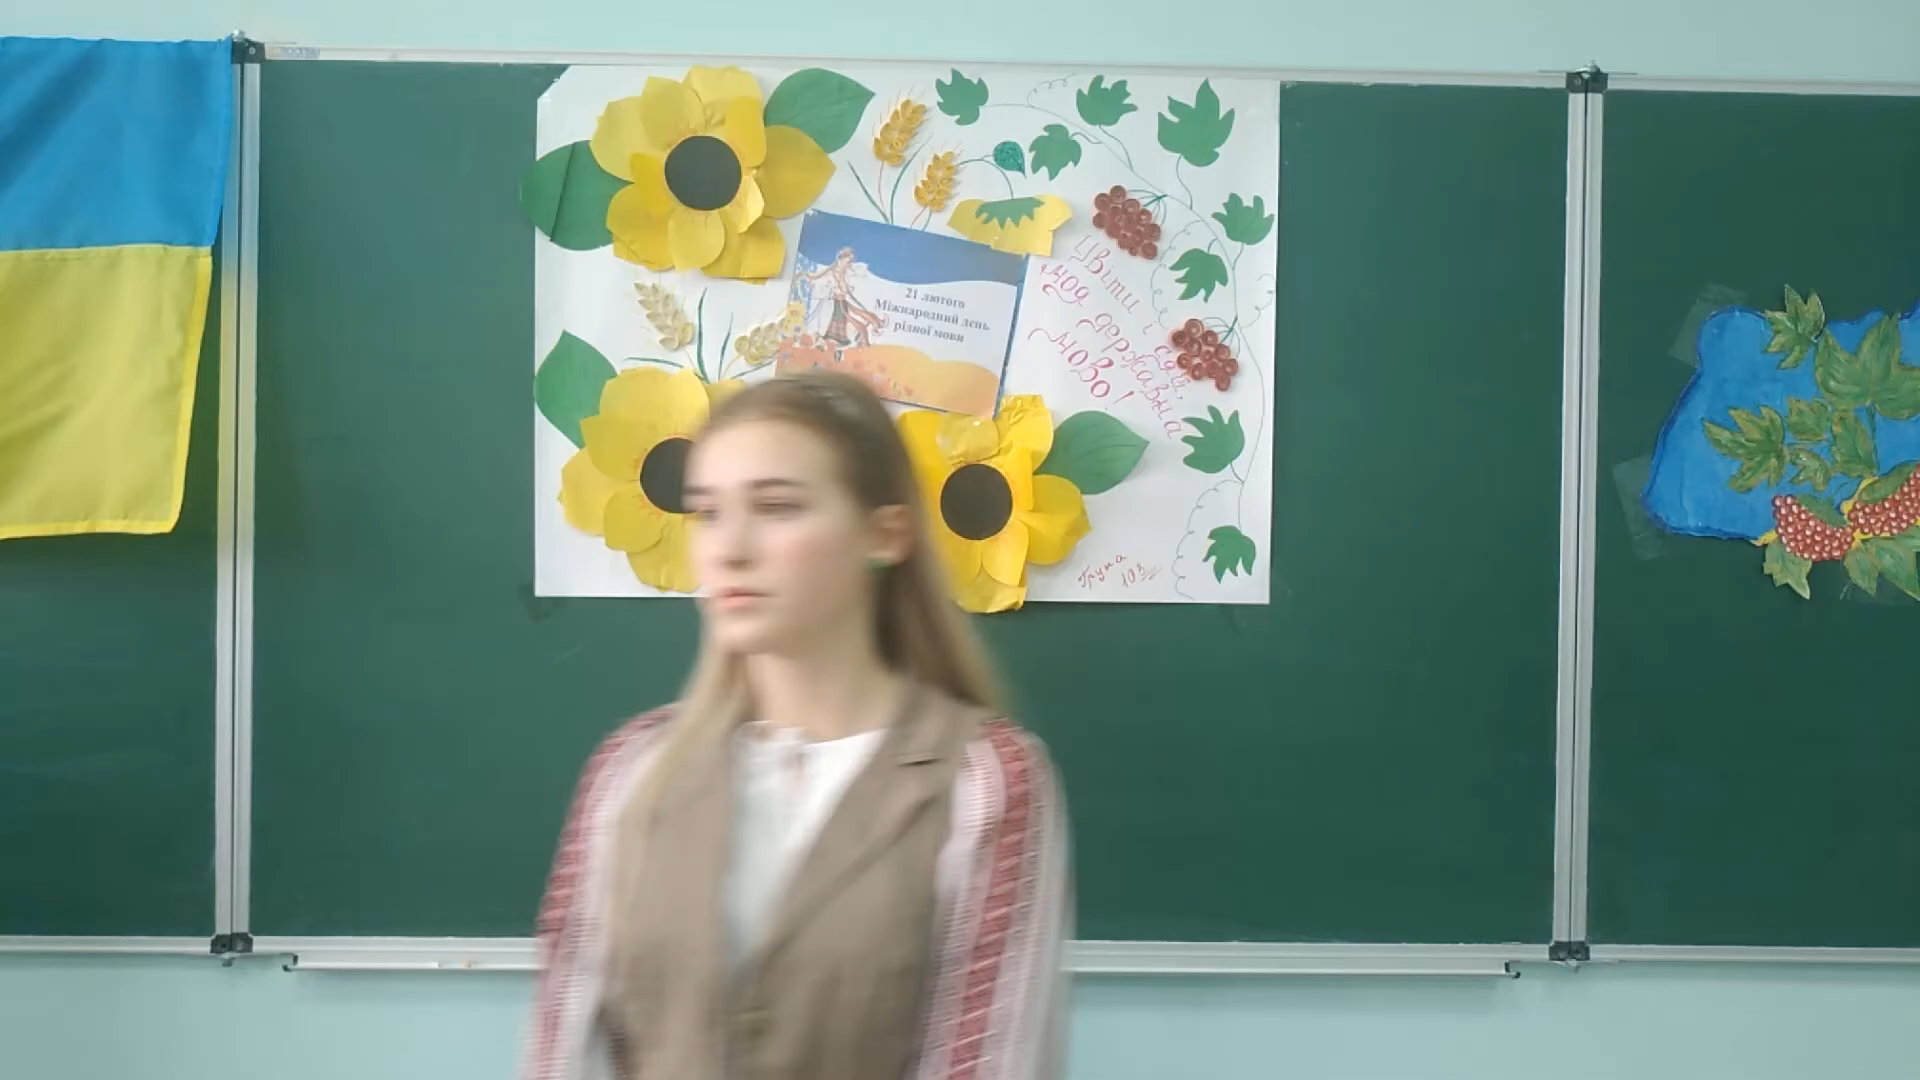 21 лютого
Міжнародний день
рідної мови
Цвіти і сяй,
моя державна
мово!
Група
103